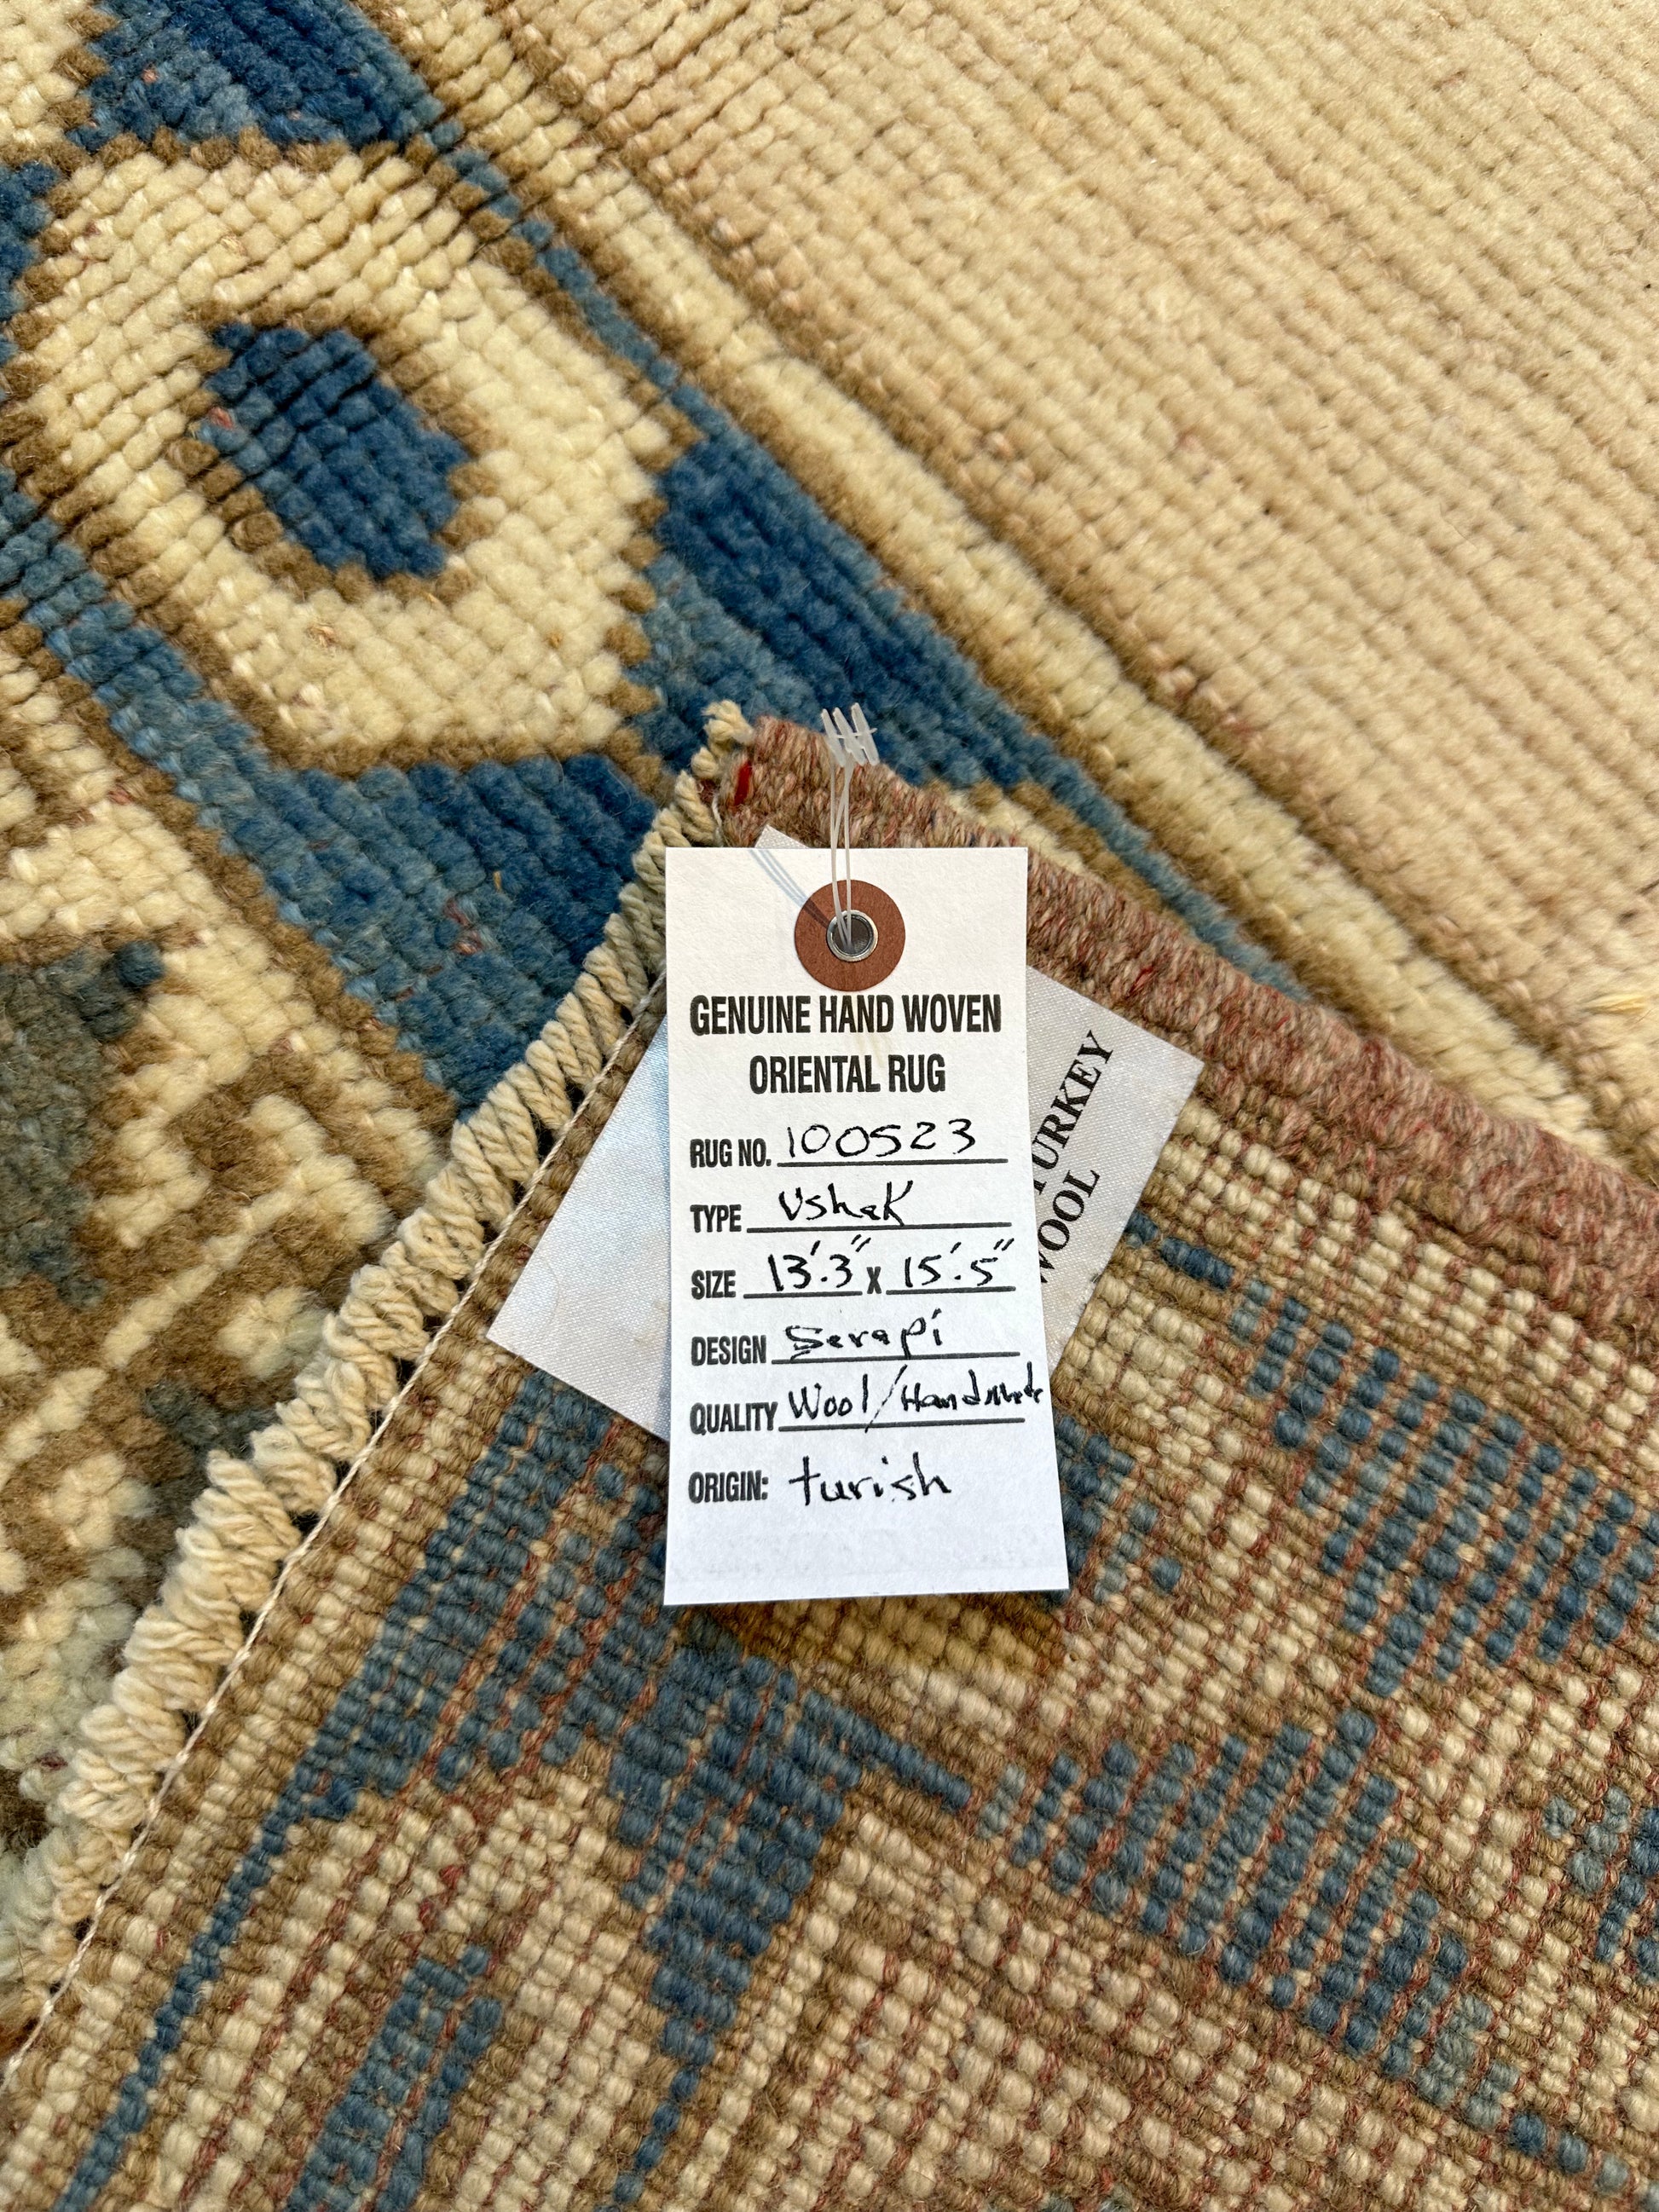 GENUINE HAND WOVEN
ORIENTAL RUG
RUG NO. 100523
TYPE Ushak
SIZE 13'.3" X 15'.5"
DESIGN Serapi
QUALITY Wool/Handmade
ORIGIN: turish
TURKEY
WOOL